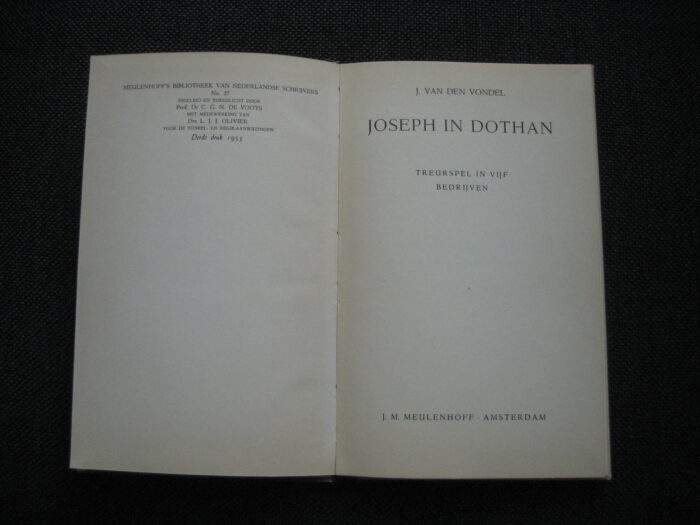 MEULENHOFF'S BIBLIOTHEEK VAN NEDERLANDSE SCHRIJVERS
No. 27
INGELEID EN TOEGELICHT DOOR
Prof. Dr C. G. N. DE VOOYS
MET MEDEWERKING VAN
Drs L. J. J. OLIVIER
VOOR DE TONEEL- EN REGIEAANWIJZINGEN
Derde druk 1953
J. VAN DEN VONDEL
JOSEPH IN DOTHAN
TREURSPEL IN VIJF
BEDRIJVEN
J. M. MEULENHOFF · AMSTERDAM